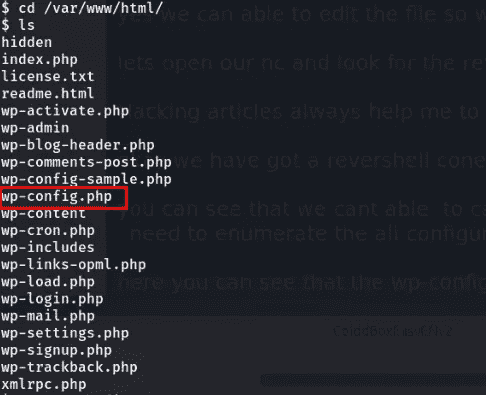 $ cd /var/www/html/
$ ls
hidden
index.php
license.txt
readme.html
wp-activate.php
wp-admin
wp-blog-header.php
wp-comments-post.php
wp-config-sample.php
wp-config.php
wp-content
wp-cron.php
wp-includes
wp-links-opml.php
wp-load.php
wp-login.php
wp-mail.php
wp-settings.php
wp-signup.php
wp-trackback.php
xmlrpc.php
we can able to edit the file so w
lets open our nc and look for the re
Hacking articles always help me to
we have got a revershell cone
you can see that we cant able to ca
need to enumerate the all configur
here you can see that the wp-config